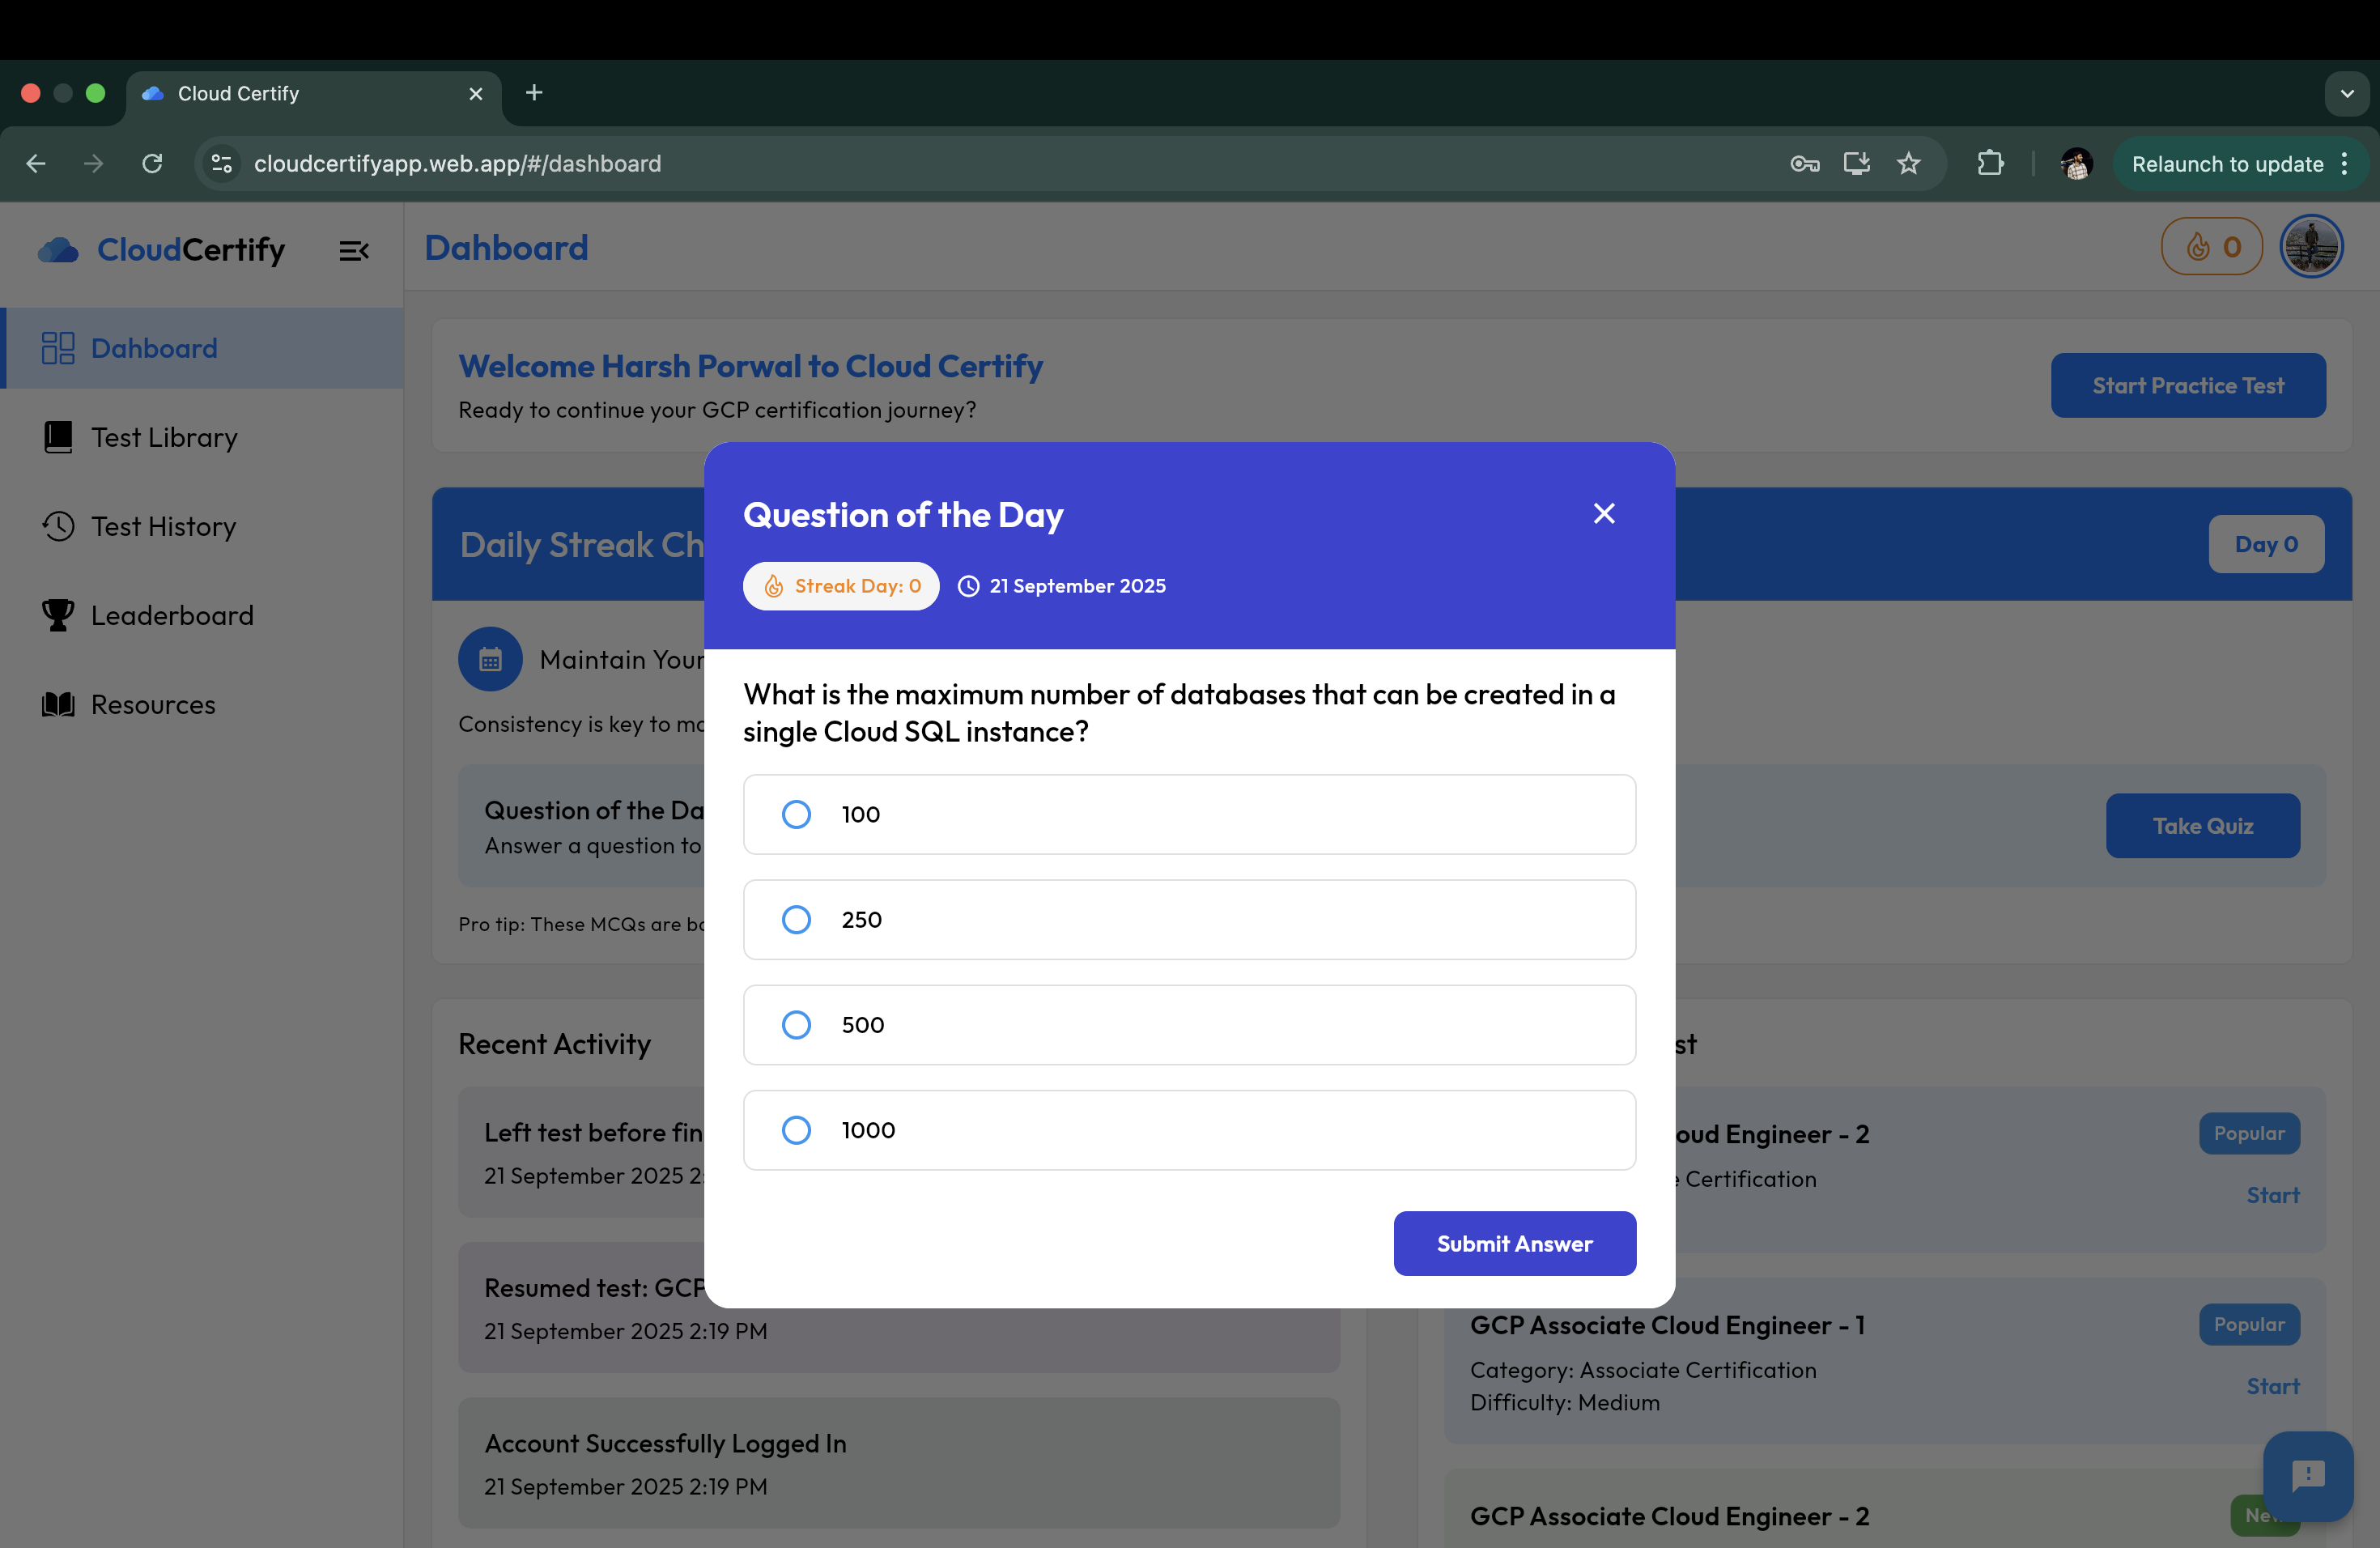 Cloud Certify
cloudcertifyapp.web.app/#/dashboard
Relaunch to update
CloudCertify
Dahboard
0
Dahboard
Test Library
Test History
Leaderboard
Resources
Welcome Harsh Porwal to Cloud Certify
Ready to continue your GCP certification journey?
Start Practice Test
Daily Streak Ch
Day 0
Maintain Your
Consistency is key to
Question of the Da
Answer a question to
Take Quiz
Pro tip: These MCQs are
Question of the Day
Streak Day: 0
21 September 2025
What is the maximum number of databases that can be created in a
single Cloud SQL instance?
100
250
500
1000
Submit Answer
Recent Activity
Left test before fin
21 September 2025 2:
Resumed test: GCP
21 September 2025 2:19 PM
Account Successfully Logged In
21 September 2025 2:19 PM
st
oud Engineer - 2
Popular
Certification
Start
GCP Associate Cloud Engineer - 1
Popular
Category: Associate Certification
Difficulty: Medium
Start
GCP Associate Cloud Engineer - 2